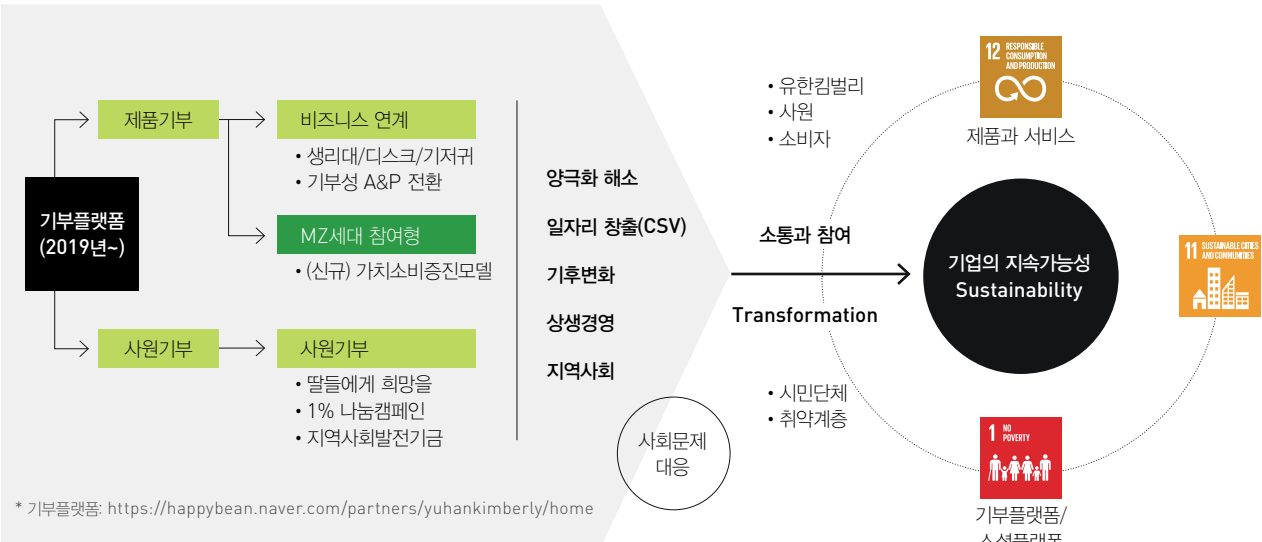 기부플랫폼
(2019년~)
제품기부
비즈니스 연계
• 생리대/디스크/기저귀
• 기부성 A&P 전환
MZ세대 참여형
• (신규) 가치소비증진모델
사원기부
사원기부
• 딸들에게 희망을
• 1% 나눔캠페인
• 지역사회발전기금
양극화 해소
일자리 창출(CSV)
기후변화
상생경영
지역사회
사회문제
대응
* 기부플랫폼: https://happybean.naver.com/partners/yuhankimberly/home
• 유한킴벌리
• 사원
• 소비자
소통과 참여
Transformation
• 시민단체
• 취약계층
12 RESPONSIBLE
CONSUMPTION
AND PRODUCTION
제품과 서비스
기업의 지속가능성
Sustainability
11 SUSTAINABLE CITIES
AND COMMUNITIES
1 NO
POVERTY
기부플랫폼/
소셜플랫폼